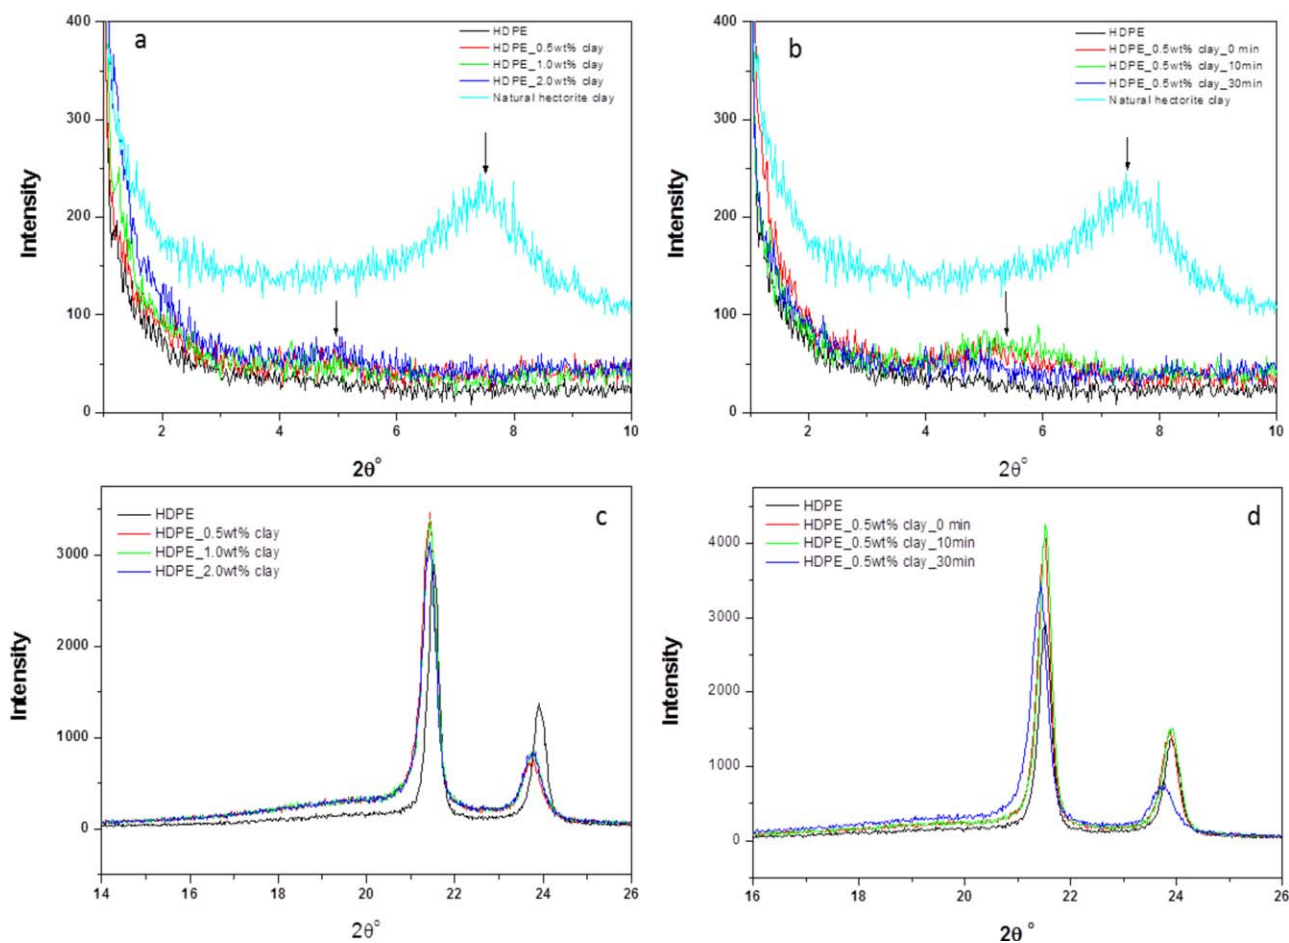 a
HDPE
HDPE_0.5wt% clay
HDPE_1.0wt% clay
HDPE_2.0wt% clay
Natural hectorite clay
Intensity
400
300
200
100
0
2
4
6
8
10
2θ°
b
HDPE
HDPE_0.5wt% clay_0 min
HDPE_0.5wt% clay_10min
HDPE_0.5wt% clay_30min
Natural hectorite clay
Intensity
400
300
200
100
0
2
4
6
8
10
2θ°
c
HDPE
HDPE_0.5wt% clay
HDPE_1.0wt% clay
HDPE_2.0wt% clay
Intensity
3000
2000
1000
0
14
16
18
20
22
24
26
2θ°
d
HDPE
HDPE_0.5wt% clay_0 min
HDPE_0.5wt% clay_10min
HDPE_0.5wt% clay_30min
Intensity
4000
3000
2000
1000
0
16
18
20
22
24
26
2θ°